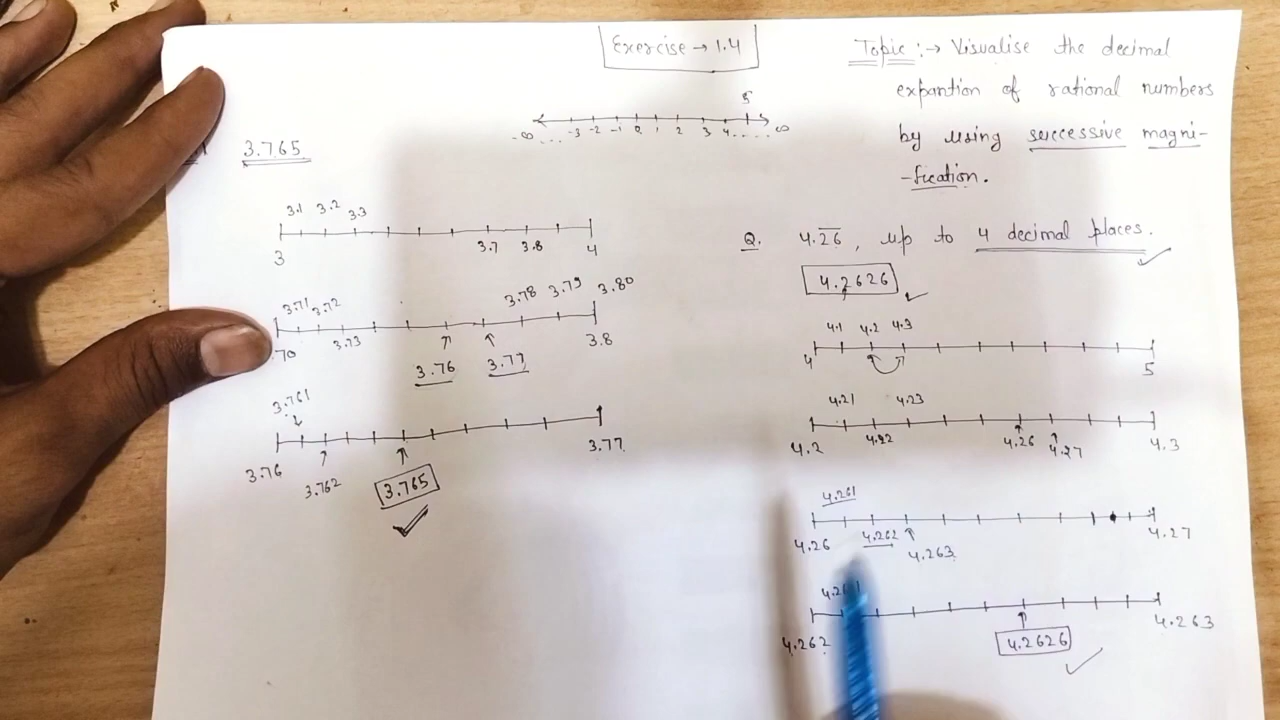 Exercise → 1.4
Topic :→ Visualise the decimal
expantion of rational numbers
by using successive magni-
-fication.
5
-∞ ... -3 -2 -1 0 1 2 3 4 ..... ∞
3.765
3.1 3.2 3.3
3.7 3.8
3 4
3.71 3.72 3.78 3.79 3.80
3.73
.70 3.76 3.77 3.8
3.761
3.76 3.762 3.765 3.77
Q. 4.2̅6̅, up to 4 decimal places.
4.2626
4.1 4.2 4.3
4 5
4.21 4.23
4.2 4.22 4.26 4.27 4.3
4.261
4.26 4.262 4.263 4.27
4.262 4.2626 4.263